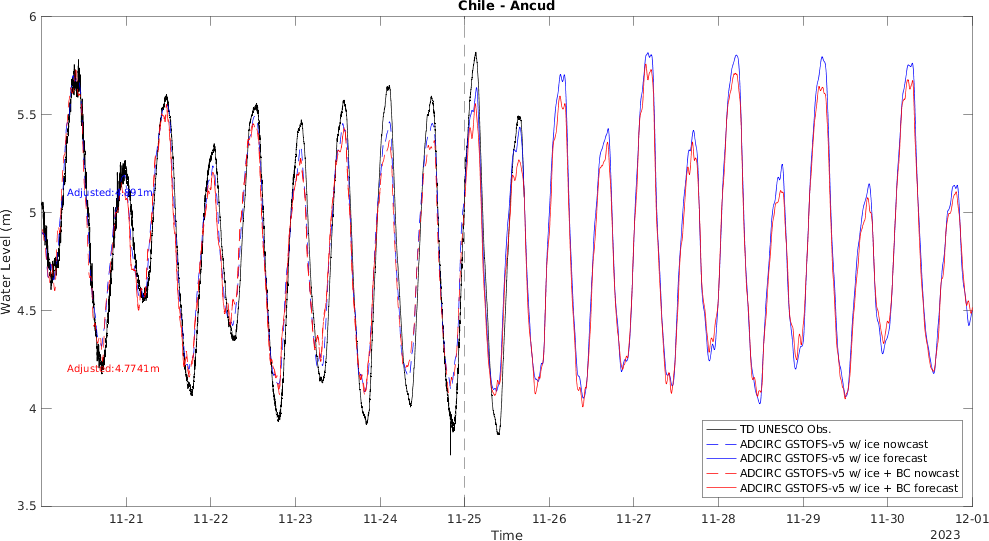 Chile - Ancud
6
5.5
5
4.5
4
3.5
Water Level (m)
Adjusted:4.7741m
TD UNESCO Obs.
ADCIRC GSTOFS-v5 w/ ice nowcast
ADCIRC GSTOFS-v5 w/ ice forecast
ADCIRC GSTOFS-v5 w/ ice + BC nowcast
ADCIRC GSTOFS-v5 w/ ice + BC forecast
11-21 11-22 11-23 11-24 11-25 11-26 11-27 11-28 11-29 11-30 12-01
Time
2023